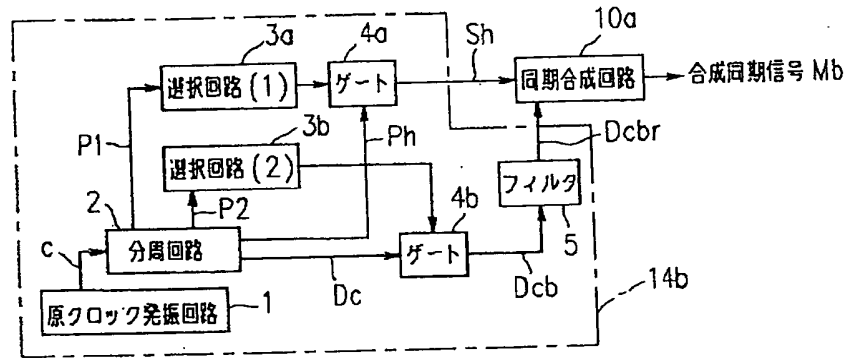 3a
4a
Sh
10a
選択回路(1)
ゲート
同期合成回路
合成同期信号 Mb
P1
3b
Ph
Dcbr
選択回路(2)
フィルタ
2
P2
4b
5
分周回路
ゲート
c
Dc
Dcb
14b
原クロック発振回路
1